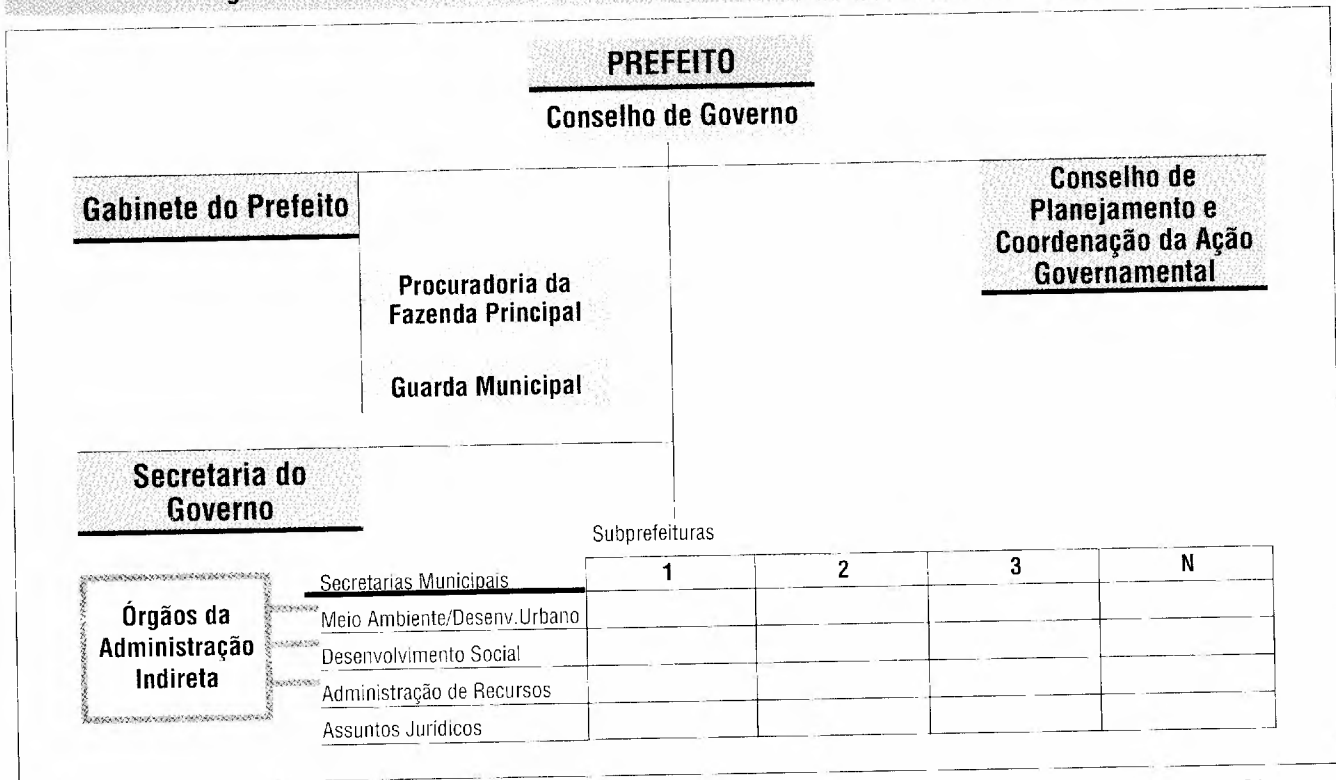 PREFEITO
Conselho de Governo
Gabinete do Prefeito
Conselho de
Planejamento e
Coordenação da Ação
Governamental
Procuradoria da
Fazenda Principal
Guarda Municipal
Secretaria do
Governo
Subprefeituras
1 2 3 N
Secretarias Municipais
Meio Ambiente/Desenv.Urbano
Desenvolvimento Social
Administração de Recursos
Assuntos Jurídicos
Órgãos da
Administração
Indireta